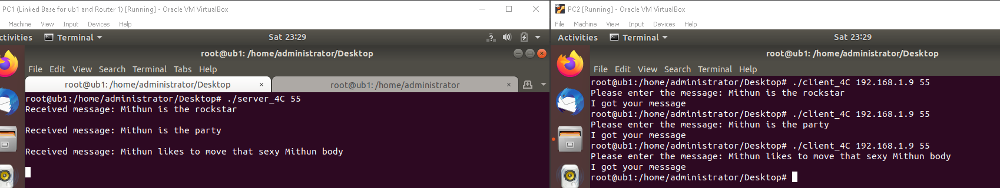 PC1 (Linked Base for ub1 and Router 1) [Running] - Oracle VM VirtualBox
Machine View Input Devices Help
ctivities Terminal Sat 23:29
root@ub1: /home/administrator/Desktop
File Edit View Search Terminal Tabs Help
root@ub1: /home/administrator/Desktop × root@ub1: /home/administrator ×
root@ub1:/home/administrator/Desktop# ./server_4C 55
Received message: Mithun is the rockstar
Received message: Mithun is the party
Received message: Mithun likes to move that sexy Mithun body
PC2 [Running] - Oracle VM VirtualBox
File Machine View Input Devices Help
Activities Terminal Sat 23:29
root@ub1: /home/administrator/Desktop
File Edit View Search Terminal Help
root@ub1:/home/administrator/Desktop# ./client_4C 192.168.1.9 55
Please enter the message: Mithun is the rockstar
I got your message
root@ub1:/home/administrator/Desktop# ./client_4C 192.168.1.9 55
Please enter the message: Mithun is the party
I got your message
root@ub1:/home/administrator/Desktop# ./client_4C 192.168.1.9 55
Please enter the message: Mithun likes to move that sexy Mithun body
I got your message
root@ub1:/home/administrator/Desktop#